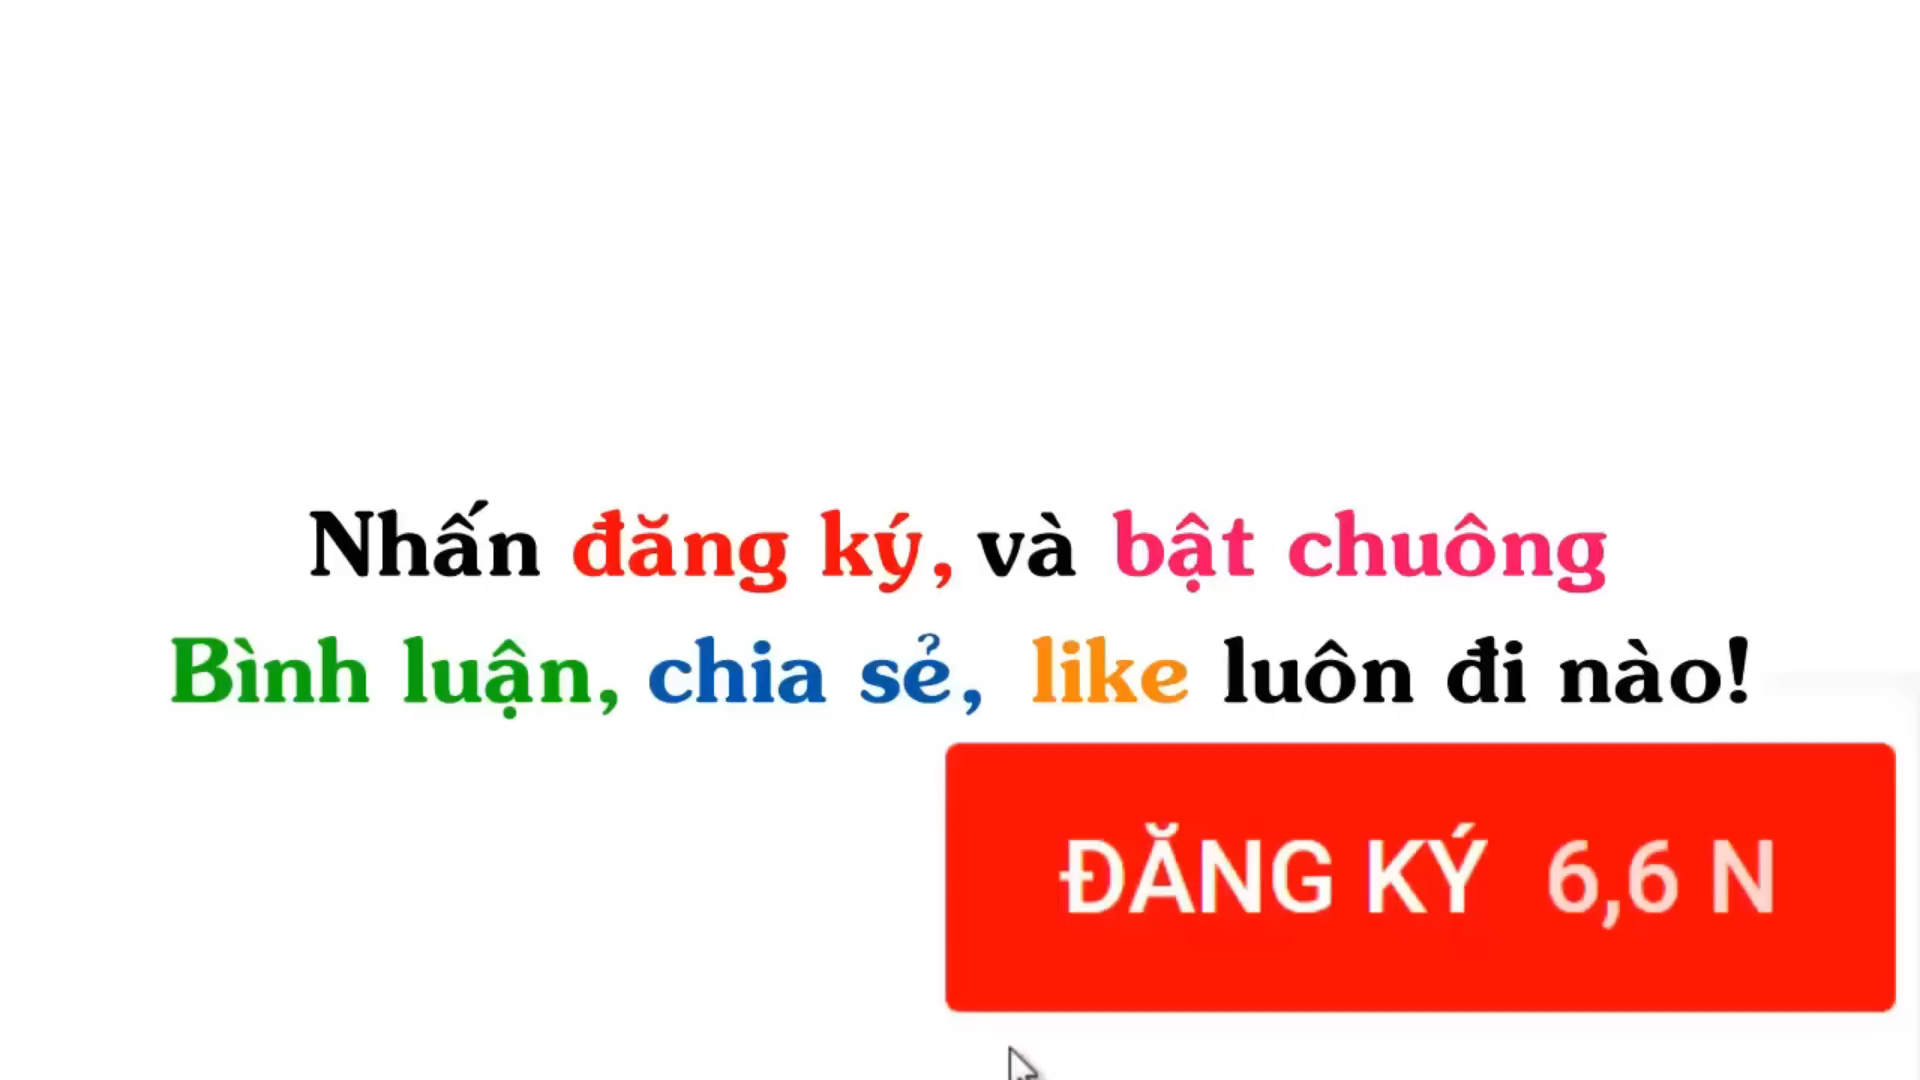 Nhấn đăng ký, và bật chuông
Bình luận, chia sẻ, like luôn đi nào!
ĐĂNG KÝ 6,6 N